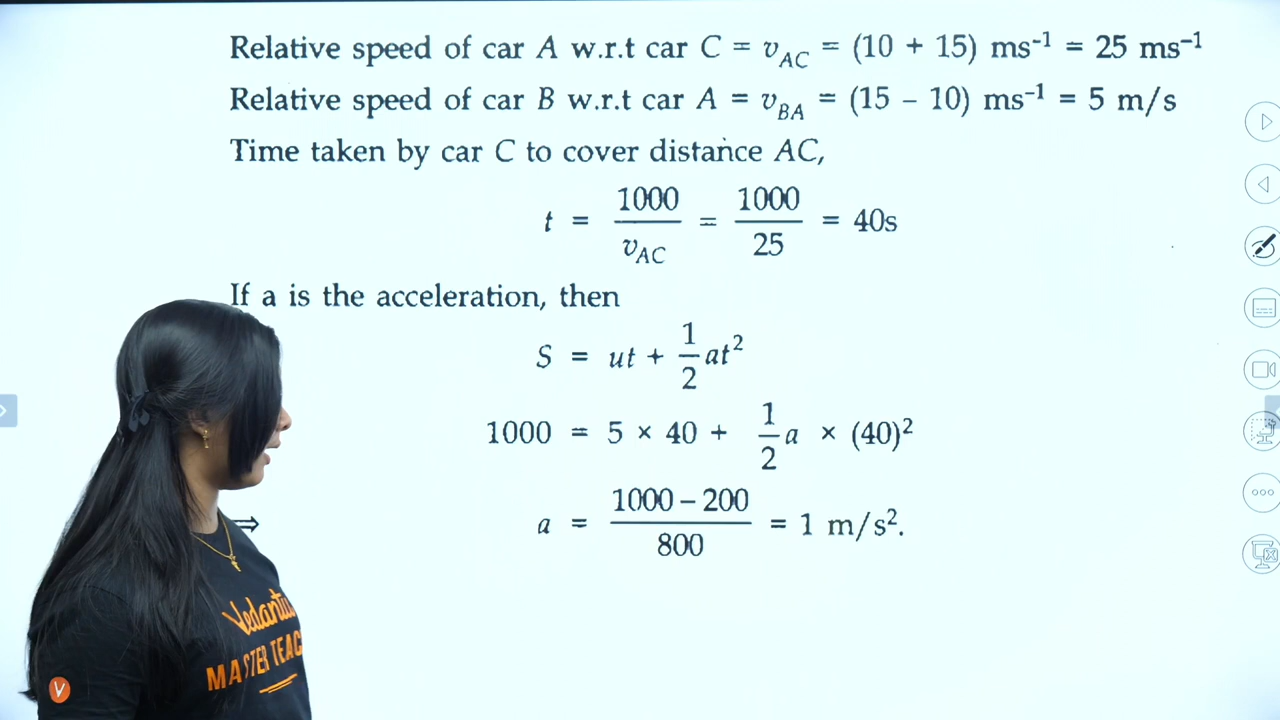 Relative speed of car A w.r.t car C = v_AC = (10 + 15) ms⁻¹ = 25 ms⁻¹
Relative speed of car B w.r.t car A = v_BA = (15 – 10) ms⁻¹ = 5 m/s
Time taken by car C to cover distance AC,
t = 1000/v_AC = 1000/25 = 40s
If a is the acceleration, then
S = ut + 1/2 at²
1000 = 5 × 40 + 1/2 a × (40)²
⇒ a = (1000 – 200)/800 = 1 m/s².
Vedantu
MASTER TEAC
V